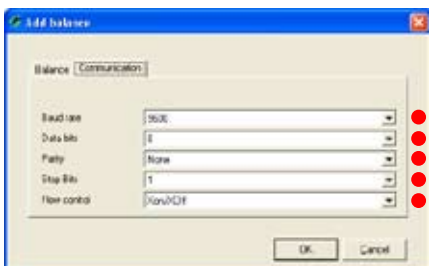 Add balance
Balance Communication
Baud rate 9600
Data bits 8
Parity None
Stop Bits 1
Flow control Xon/XOff
OK Cancel